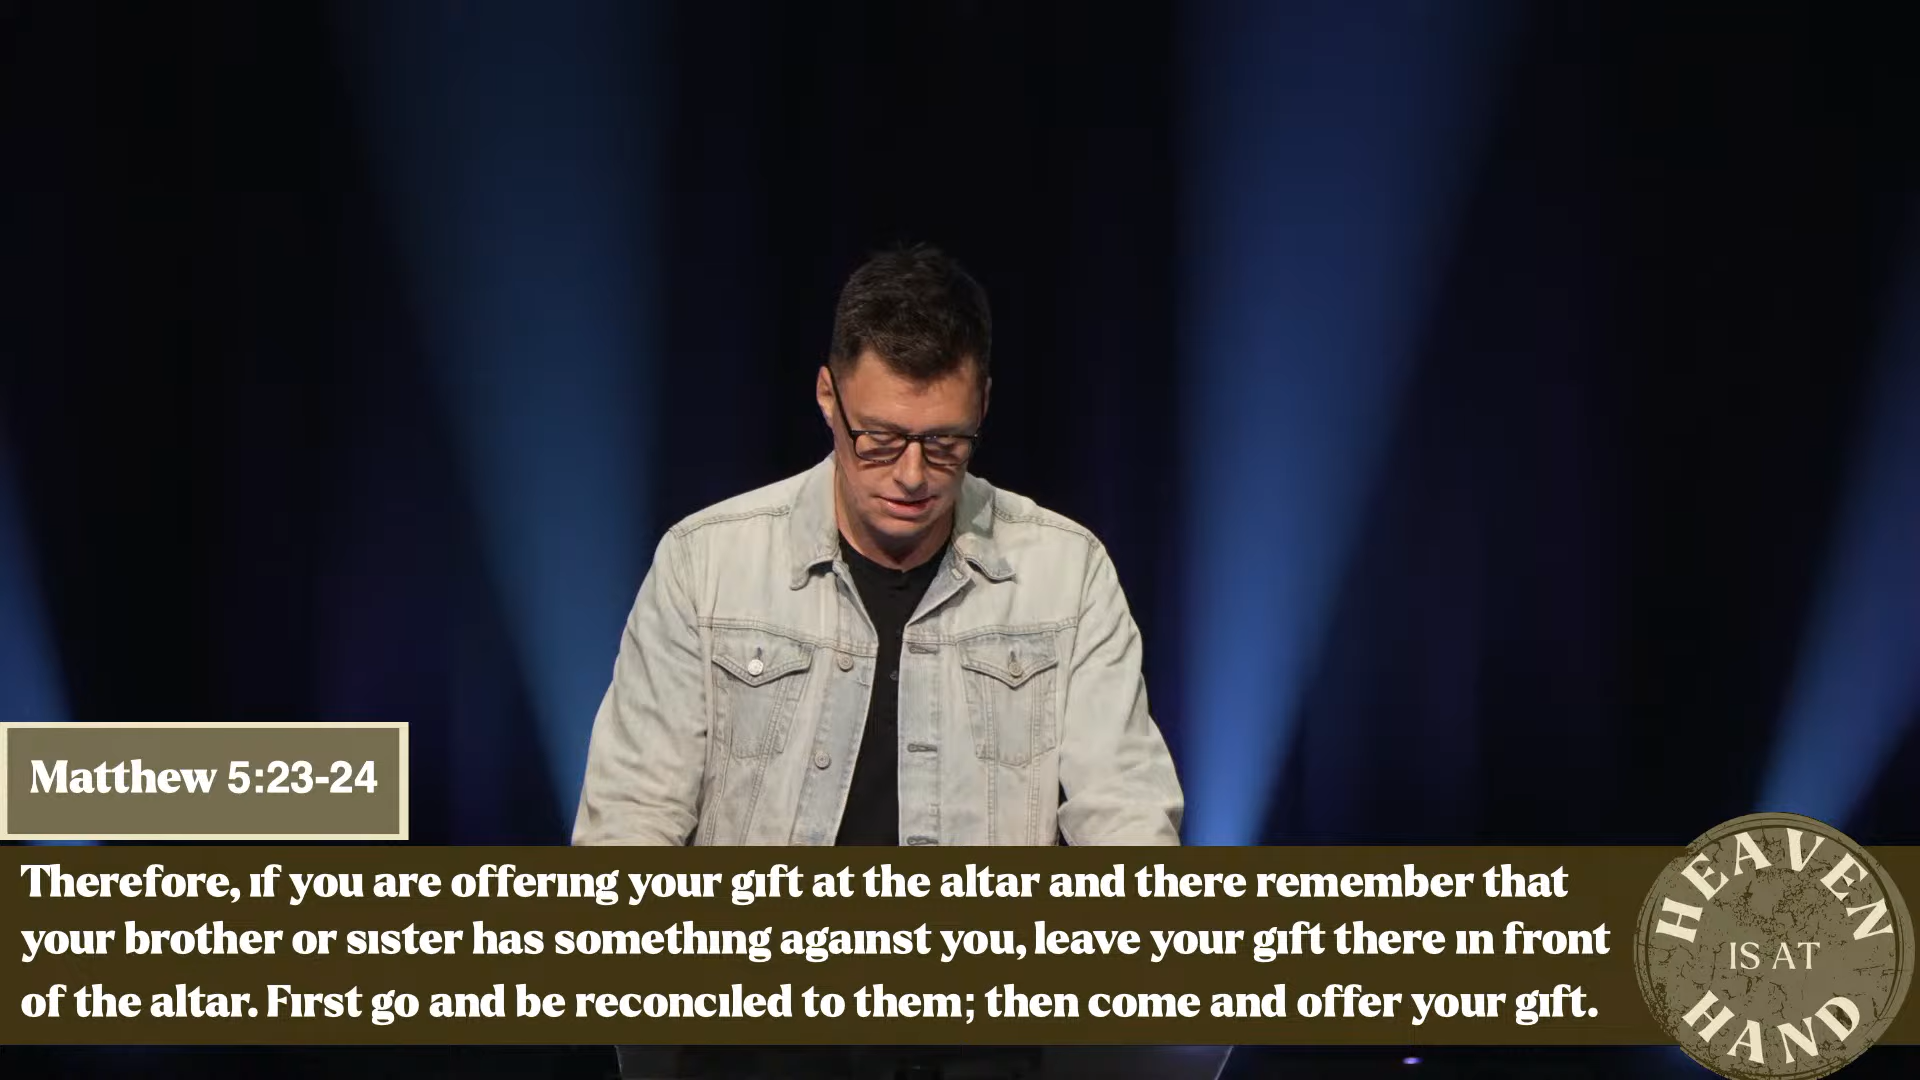 Matthew 5:23-24
Therefore, if you are offering your gift at the altar and there remember that
your brother or sister has something against you, leave your gift there in front
of the altar. First go and be reconciled to them; then come and offer your gift.
HEAVEN
IS AT
HAND